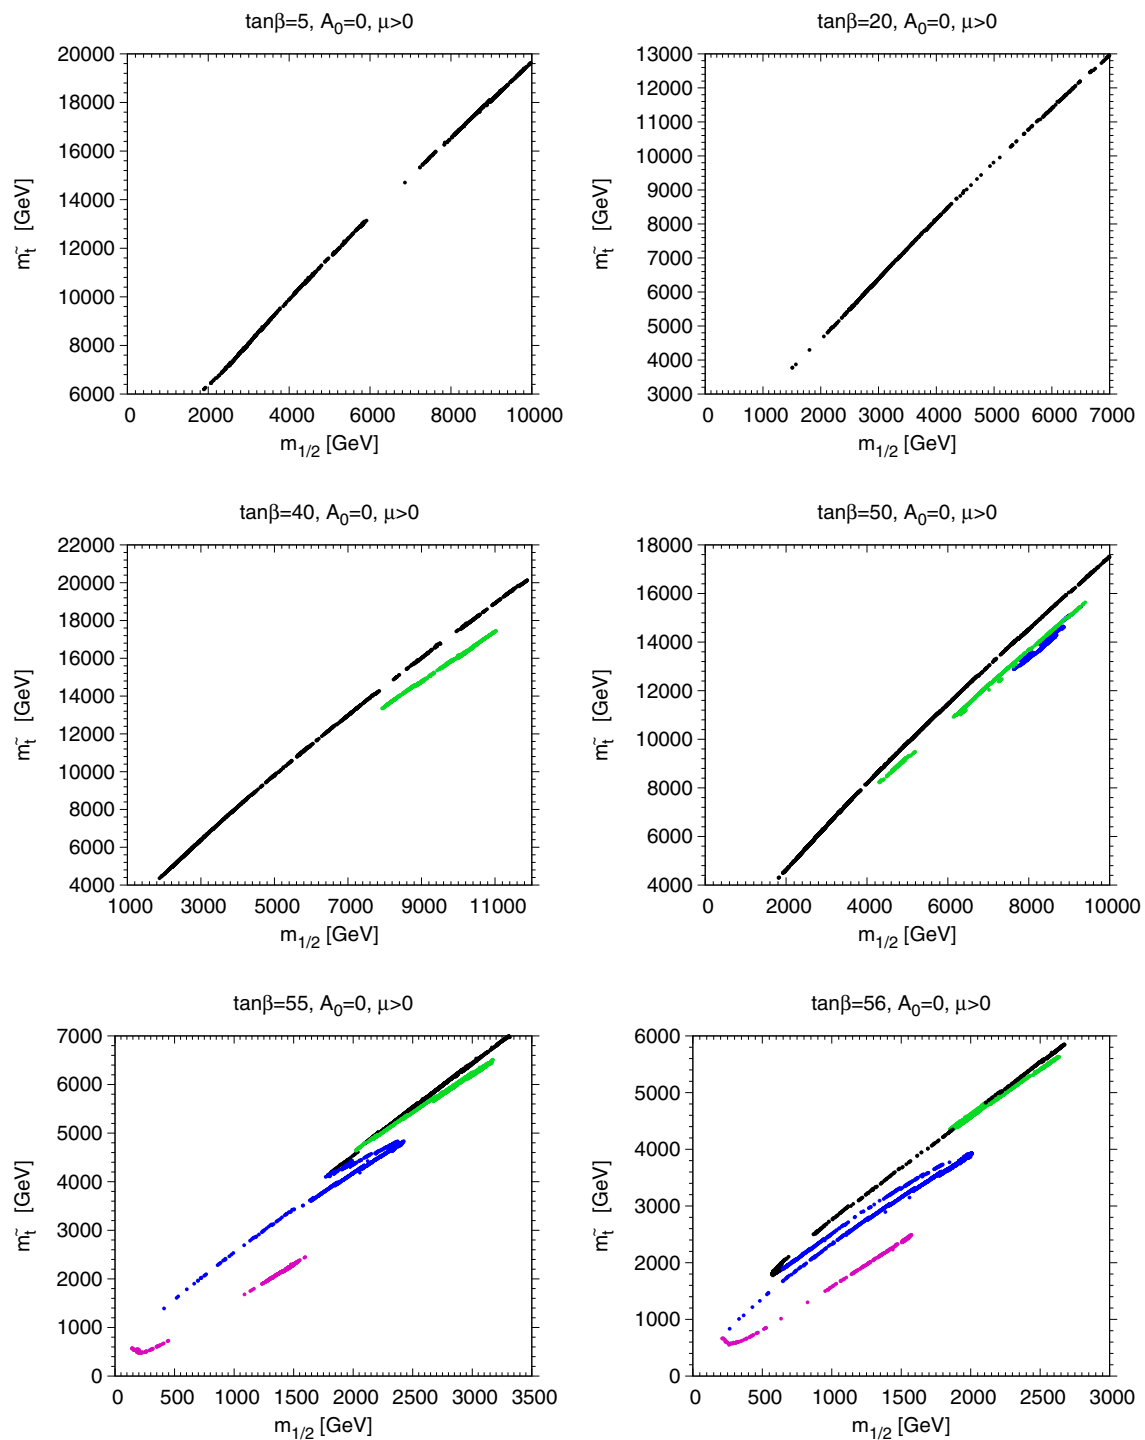 tanβ=5, A0=0, μ>0
20000
18000
16000
14000
12000
10000
8000
6000
m_t̃ [GeV]
0 2000 4000 6000 8000 10000
m1/2 [GeV]
tanβ=20, A0=0, μ>0
13000
12000
11000
10000
9000
8000
7000
6000
5000
4000
3000
m_t̃ [GeV]
0 1000 2000 3000 4000 5000 6000 7000
m1/2 [GeV]
tanβ=40, A0=0, μ>0
22000
20000
18000
16000
14000
12000
10000
8000
6000
4000
m_t̃ [GeV]
1000 3000 5000 7000 9000 11000
m1/2 [GeV]
tanβ=50, A0=0, μ>0
18000
16000
14000
12000
10000
8000
6000
4000
m_t̃ [GeV]
0 2000 4000 6000 8000 10000
m1/2 [GeV]
tanβ=55, A0=0, μ>0
7000
6000
5000
4000
3000
2000
1000
0
m_t̃ [GeV]
0 500 1000 1500 2000 2500 3000 3500
m1/2 [GeV]
tanβ=56, A0=0, μ>0
6000
5000
4000
3000
2000
1000
0
m_t̃ [GeV]
0 500 1000 1500 2000 2500 3000
m1/2 [GeV]